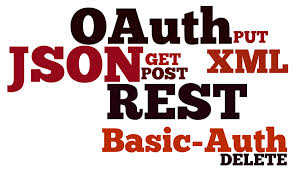 OAuth
PUT
JSON
GET
POST
XML
REST
Basic-Auth
DELETE